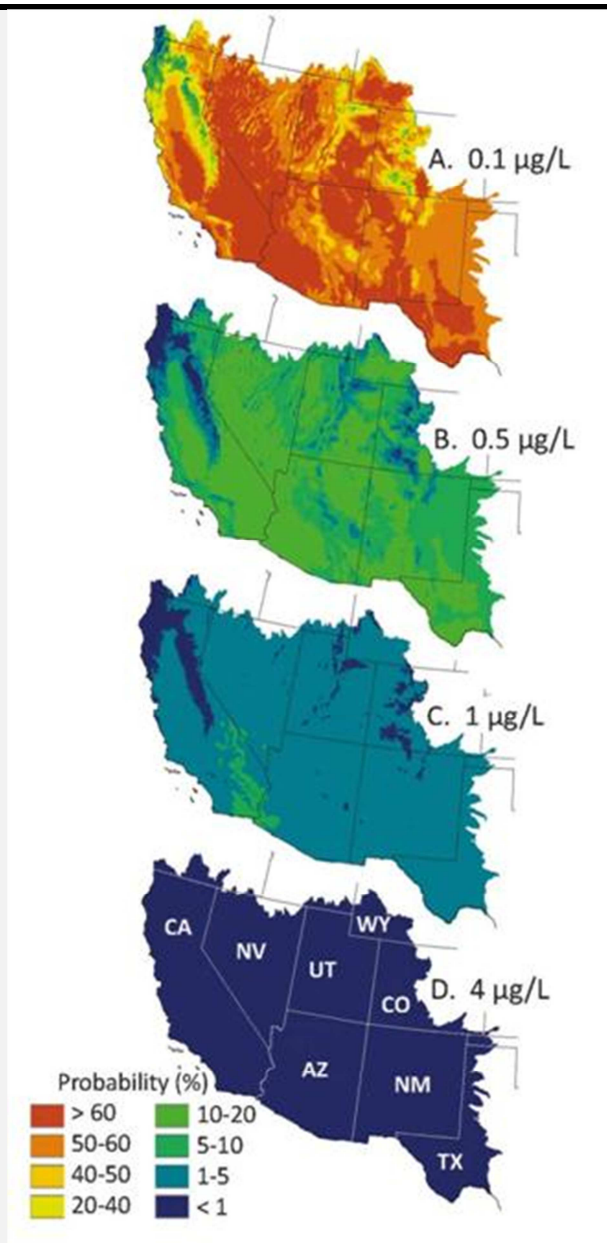 A. 0.1 µg/L
B. 0.5 µg/L
C. 1 µg/L
CA
NV
UT
WY
CO
D. 4 µg/L
AZ
NM
TX
Probability (%)
> 60
50-60
40-50
20-40
10-20
5-10
1-5
< 1